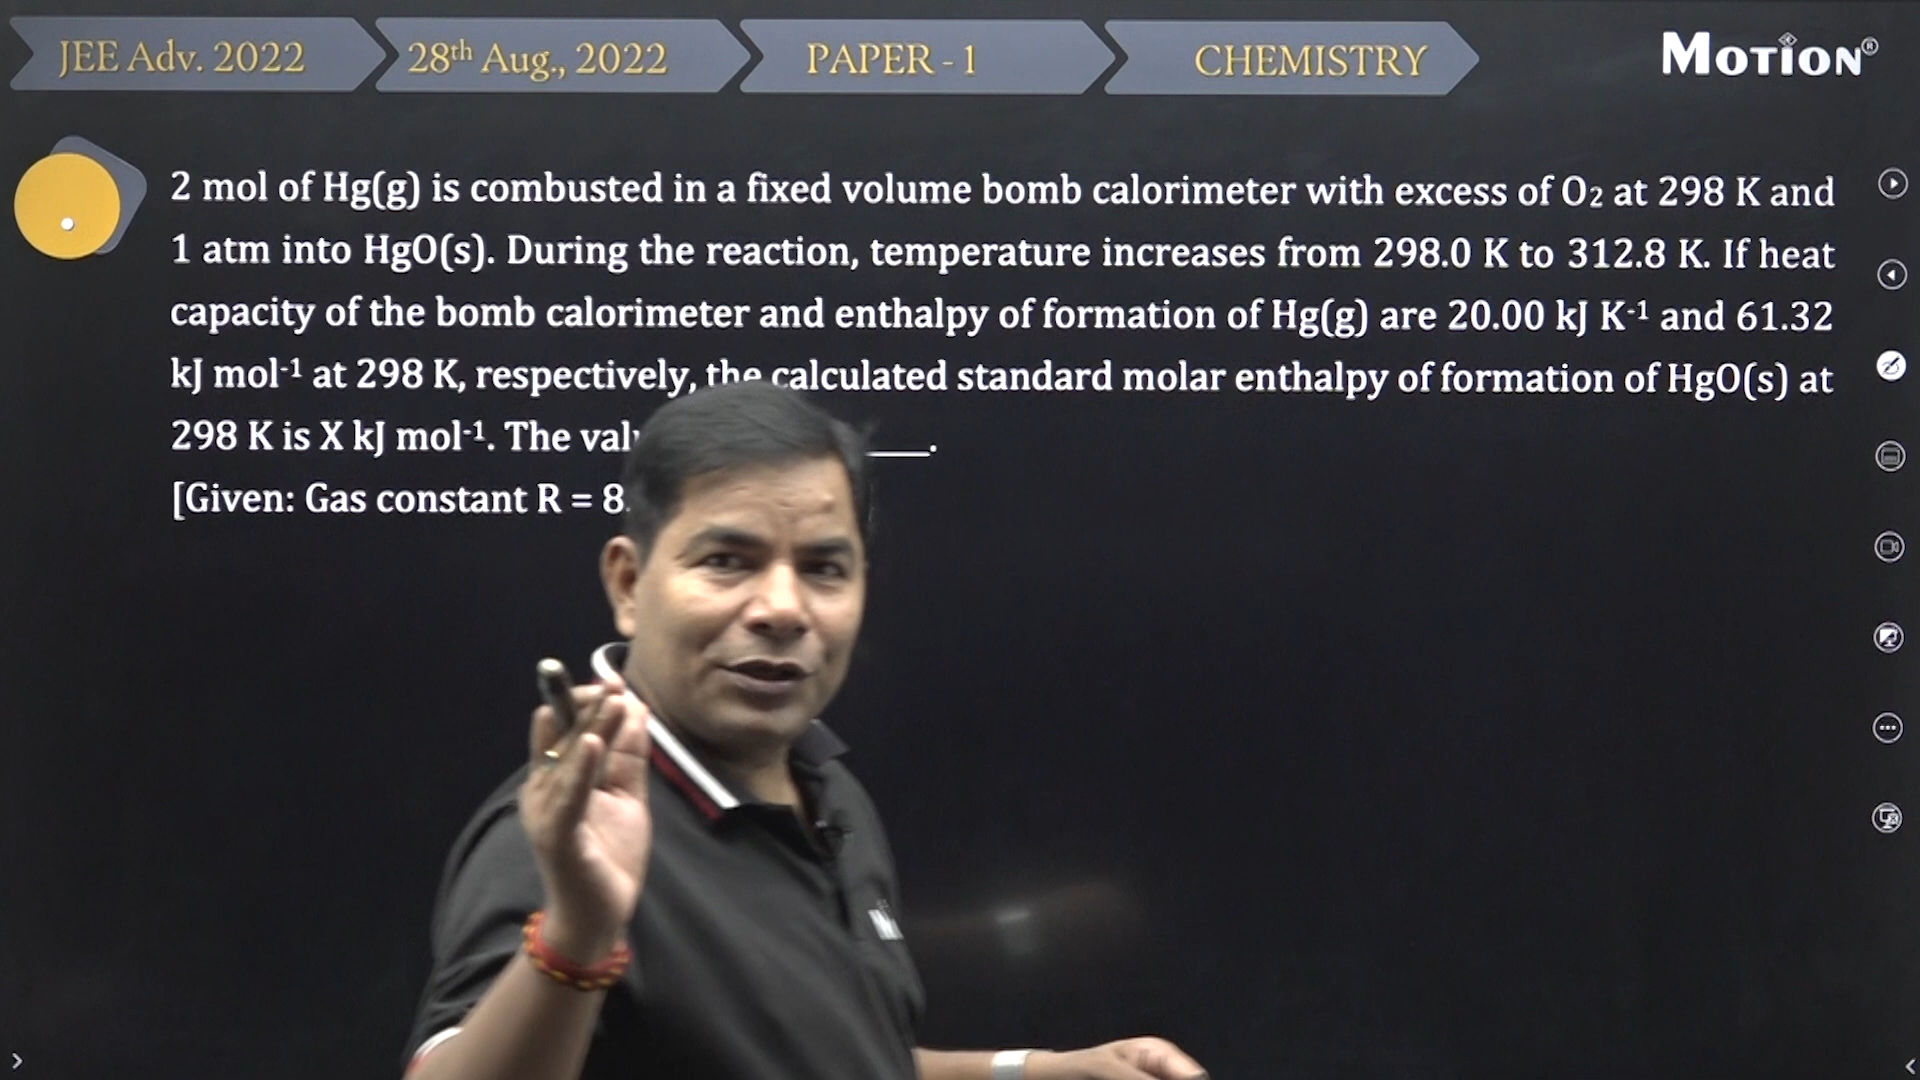 JEE Adv. 2022
28th Aug., 2022
PAPER - 1
CHEMISTRY
MOTION®
2 mol of Hg(g) is combusted in a fixed volume bomb calorimeter with excess of O2 at 298 K and
1 atm into HgO(s). During the reaction, temperature increases from 298.0 K to 312.8 K. If heat
capacity of the bomb calorimeter and enthalpy of formation of Hg(g) are 20.00 kJ K-1 and 61.32
kJ mol-1 at 298 K, respectively, the calculated standard molar enthalpy of formation of HgO(s) at
298 K is X kJ mol-1. The ____.
[Given: Gas constant R = 8.